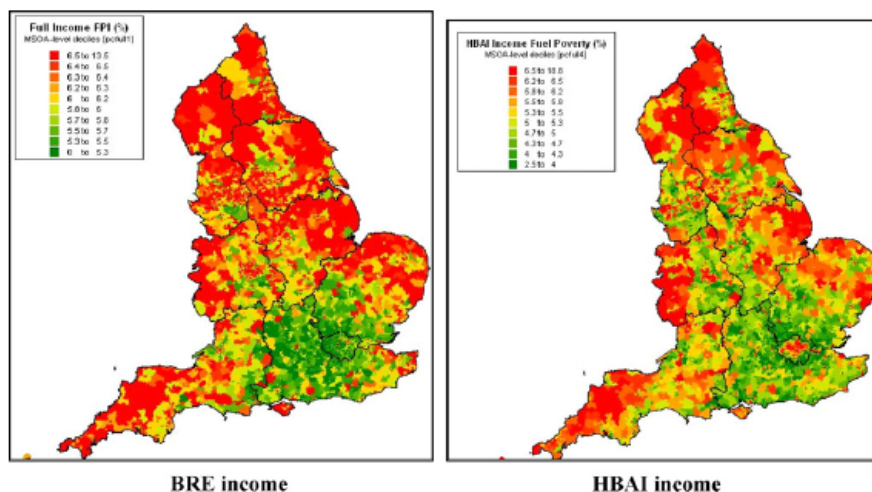 Full Income FPI (%)
MSOA-level deciles [pcfull1]
6.5 to 13.5
6.4 to 6.5
6.3 to 6.4
6.2 to 6.3
6 to 6.2
5.8 to 6
5.7 to 5.8
5.5 to 5.7
5.3 to 5.5
0 to 5.3
HBAI Income Fuel Poverty (%)
MSOA-level deciles [pcfull4]
6.5 to 18.8
6.2 to 6.5
5.8 to 6.2
5.5 to 5.8
5.3 to 5.5
5 to 5.3
4.7 to 5
4.3 to 4.7
4 to 4.3
2.5 to 4
BRE income
HBAI income